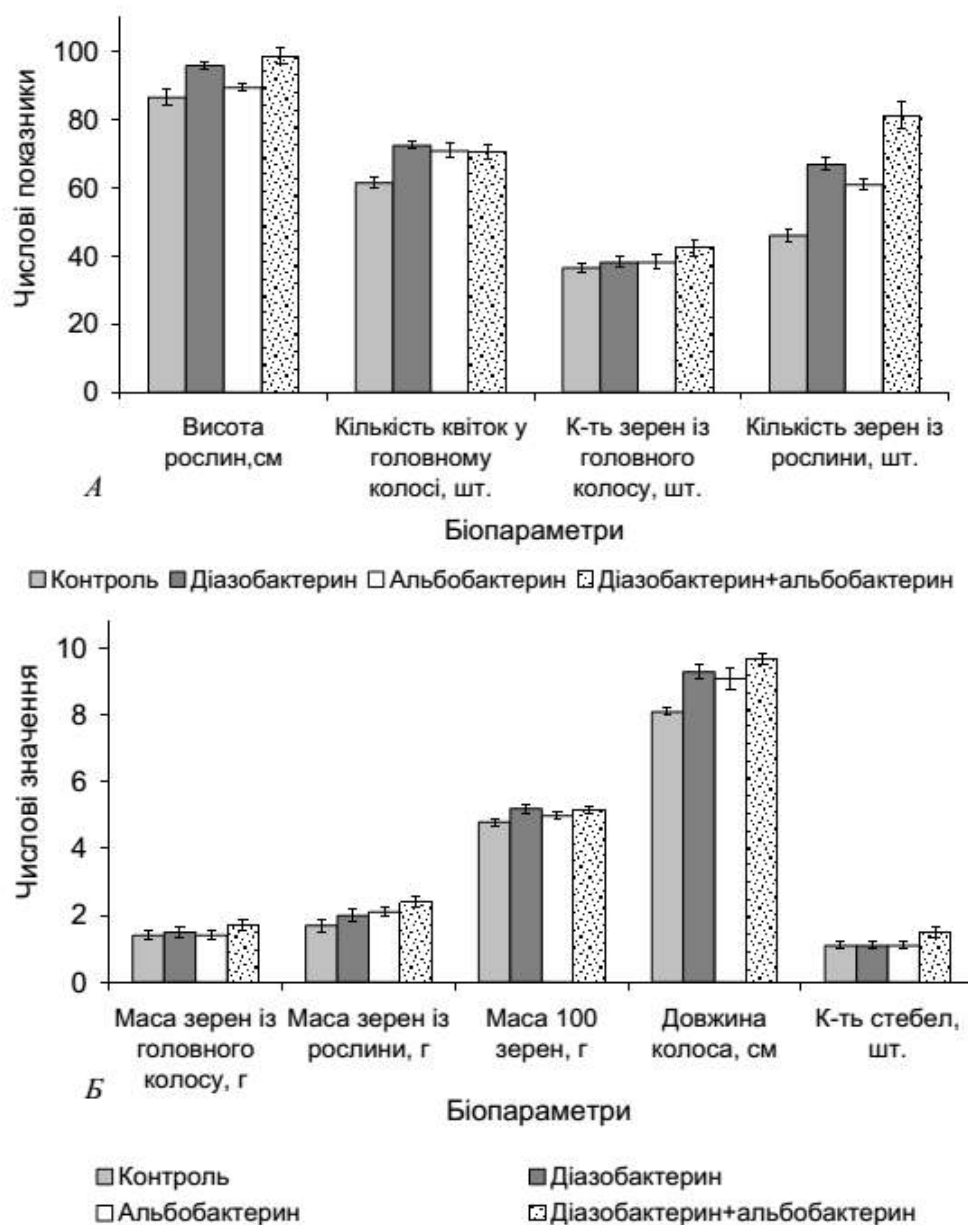 Числові показники
100
80
60
40
20
0
Висота Кількість квіток у К-ть зерен із Кількість зерен із
рослин,см головному головного рослини, шт.
колосі, шт. колосу, шт.
А
Біопараметри
Контроль Діазобактерин Альбобактерин Діазобактерин+альбобактерин
Числові значення
10
8
6
4
2
0
Маса зерен із Маса зерен із Маса 100 Довжина К-ть стебел,
головного рослини, г зерен, г колоса, см шт.
колосу, г
Б
Біопараметри
Контроль Діазобактерин
Альбобактерин Діазобактерин+альбобактерин